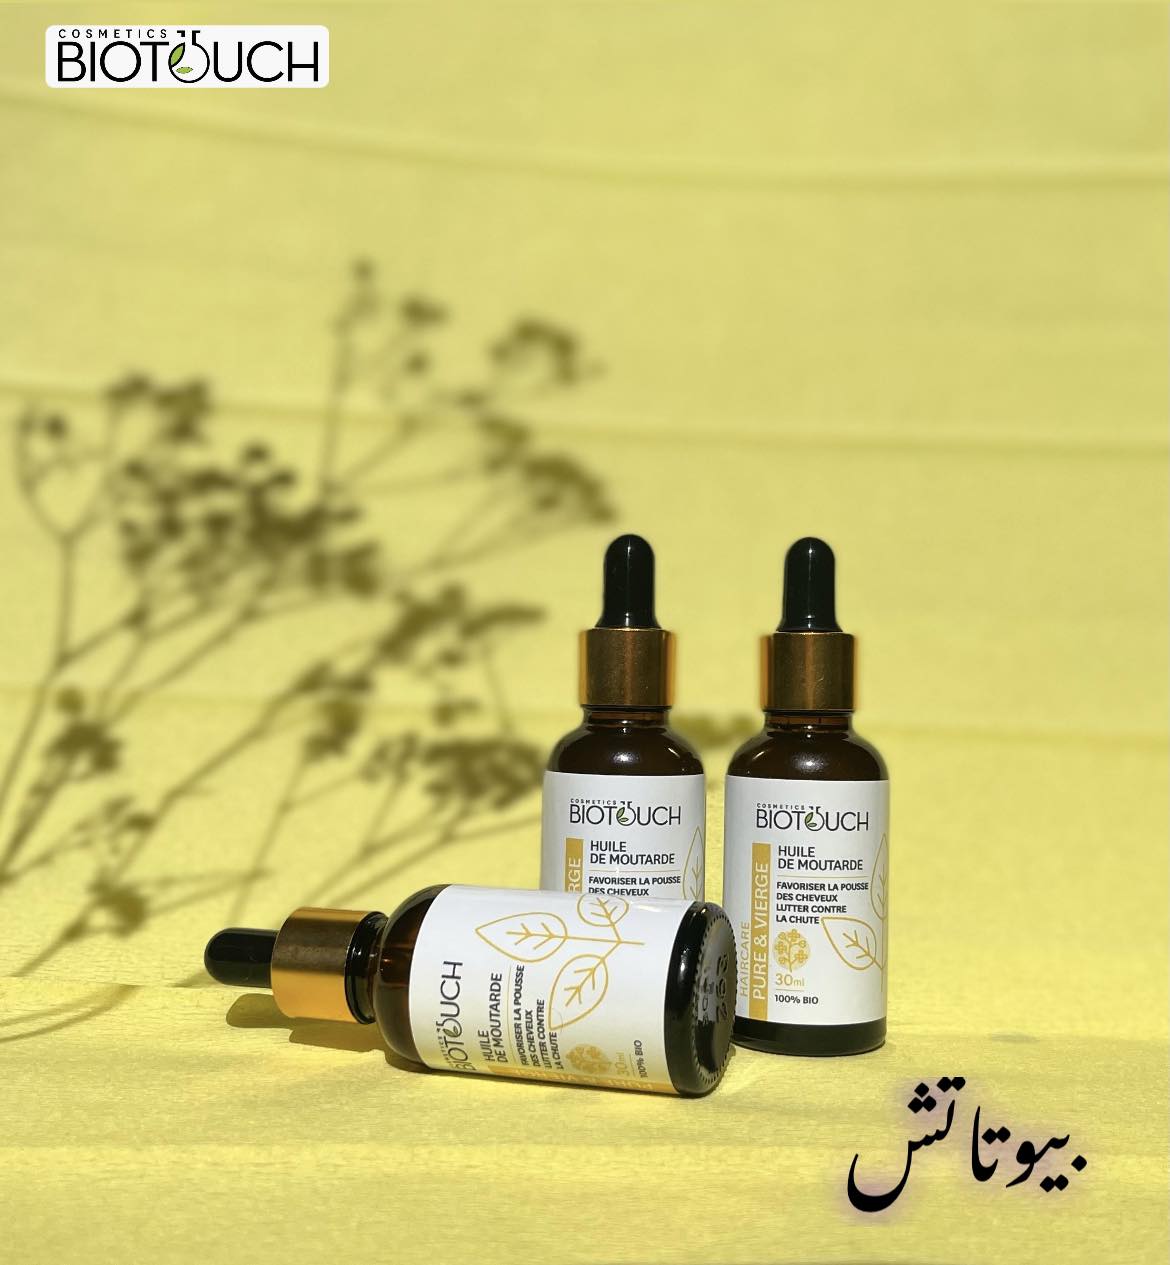 COSMETICS
BIOTOUCH
COSMETICS
BIOTOUCH
RGE
HUILE
DE MOUTARDE
FAVORISER LA POUSSE
DES CHEVEUX
COSMETICS
BIOTOUCH
HAIRCARE
PURE & VIERGE
HUILE
DE MOUTARDE
FAVORISER LA POUSSE
DES CHEVEUX
LUTTER CONTRE
LA CHUTE
30ml
100% BIO
COSMETICS
BIOTOUCH
HUILE
DE MOUTARDE
FAVORISER LA POUSSE
DES CHEVEUX
LUTTER CONTRE
LA CHUTE
30ml
100% BIO
بيوتاتش